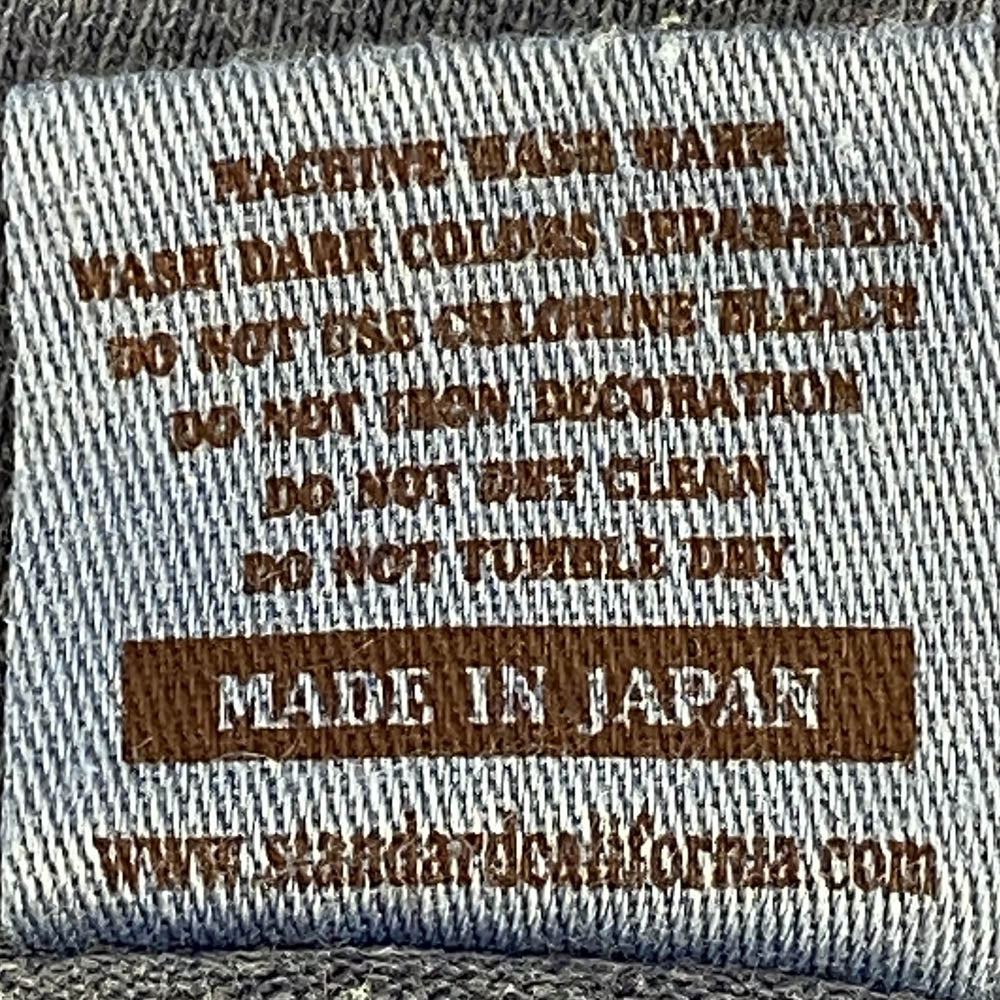 MACHINE WASH WARM
WASH DARK COLORS SEPARATELY
DO NOT USE CHLORINE BLEACH
DO NOT IRON DECORATION
DO NOT DRY CLEAN
DO NOT TUMBLE DRY
MADE IN JAPAN
www.standardcalifornia.com